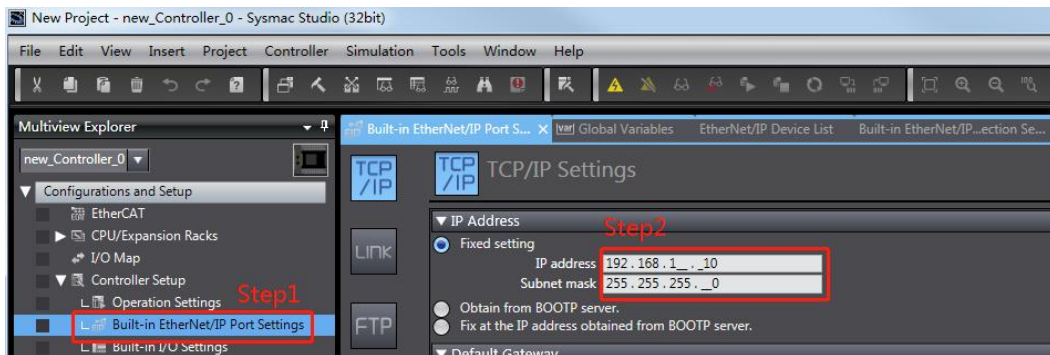 New Project - new_Controller_0 - Sysmac Studio (32bit)
File Edit View Insert Project Controller Simulation Tools Window Help
Multiview Explorer
Built-in EtherNet/IP Port S... Global Variables EtherNet/IP Device List Built-in EtherNet/IP...ection Se...
new_Controller_0
TCP/IP
TCP/IP
TCP/IP Settings
Configurations and Setup
EtherCAT
CPU/Expansion Racks
I/O Map
Controller Setup
Operation Settings
Step1
Built-in EtherNet/IP Port Settings
Built-in I/O Settings
LINK
FTP
IP Address
Step2
Fixed setting
IP address 192.168.1__._10
Subnet mask 255.255.255.__0
Obtain from BOOTP server.
Fix at the IP address obtained from BOOTP server.
Default Gateway